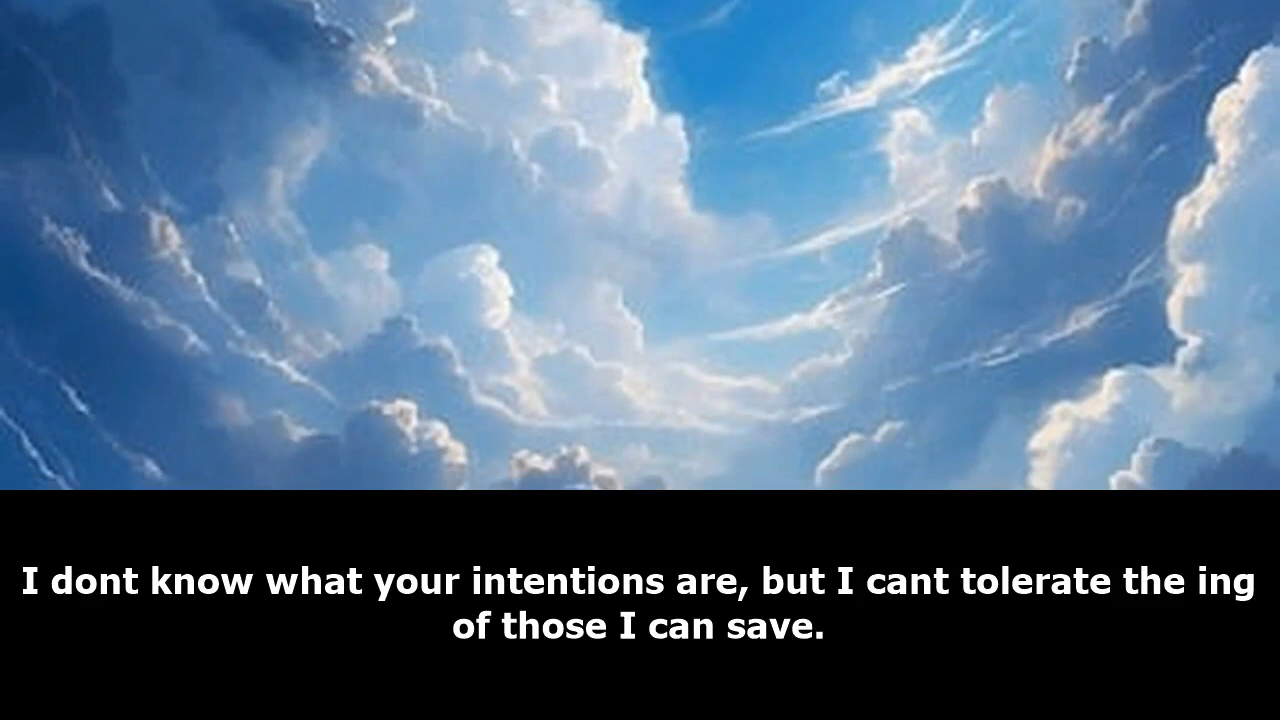 I dont know what your intentions are, but I cant tolerate the ing
of those I can save.